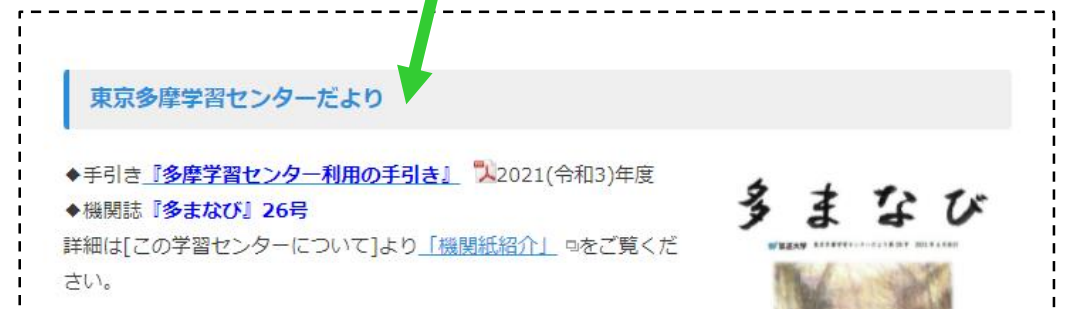 東京多摩学習センターだより
◆手引き『多摩学習センター利用の手引き』 2021(令和3)年度
◆機関誌『多まなび』26号
詳細は[この学習センターについて]より「機関紙紹介」 をご覧くだ
さい。
多まなび